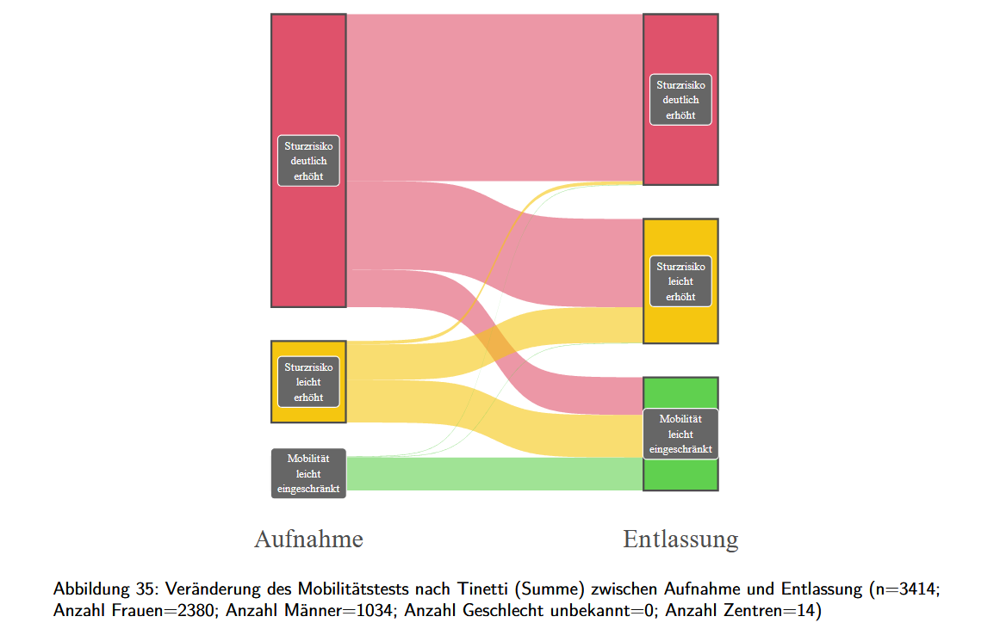 Sturzrisiko
deutlich
erhöht
Sturzrisiko
leicht
erhöht
Mobilität
leicht
eingeschränkt
Sturzrisiko
deutlich
erhöht
Sturzrisiko
leicht
erhöht
Mobilität
leicht
eingeschränkt
Aufnahme
Entlassung
Abbildung 35: Veränderung des Mobilitätstests nach Tinetti (Summe) zwischen Aufnahme und Entlassung (n=3414;
Anzahl Frauen=2380; Anzahl Männer=1034; Anzahl Geschlecht unbekannt=0; Anzahl Zentren=14)